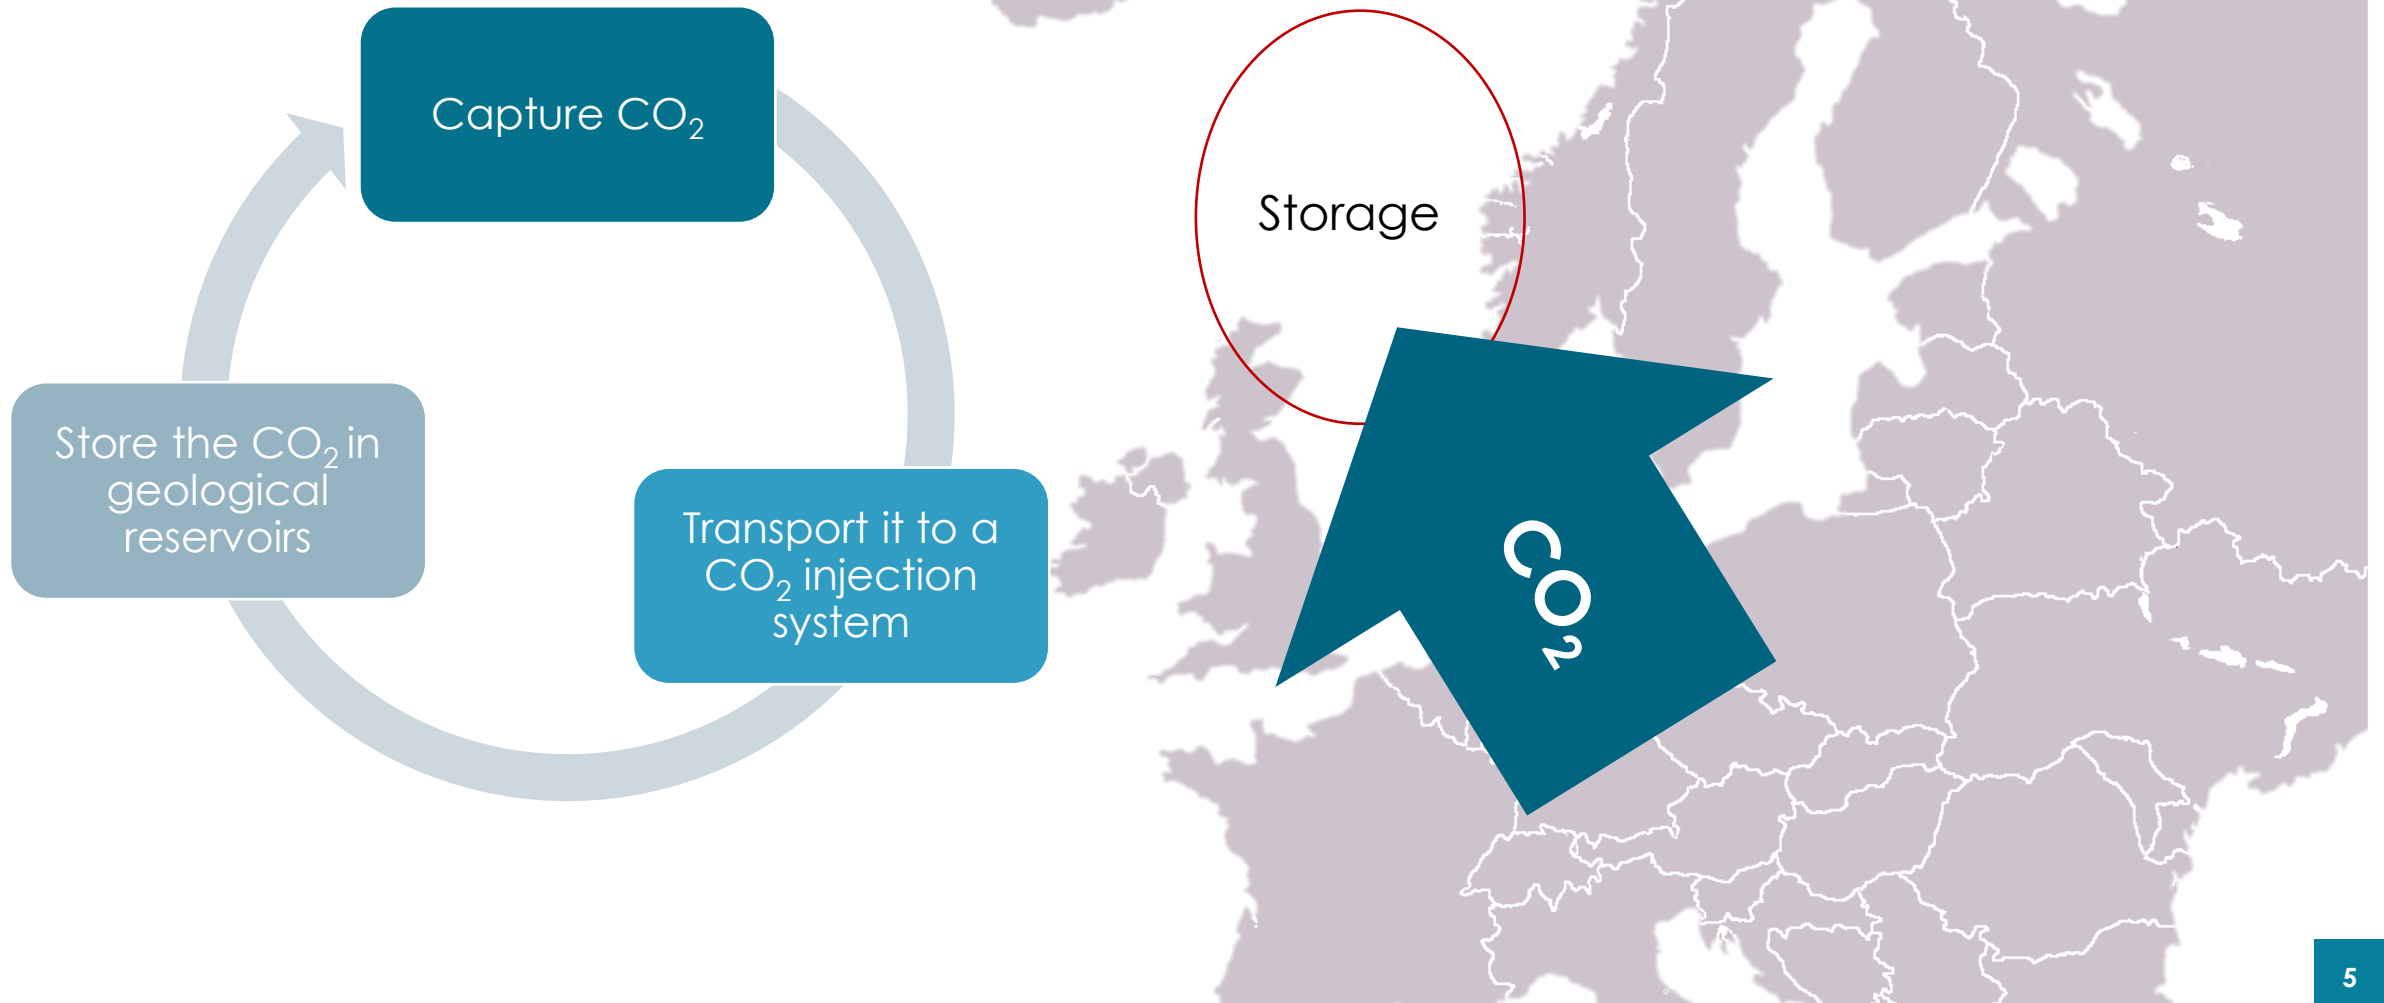 Capture CO₂
Transport it to a
CO₂ injection
system
Store the CO₂ in
geological
reservoirs
Storage
CO₂
5